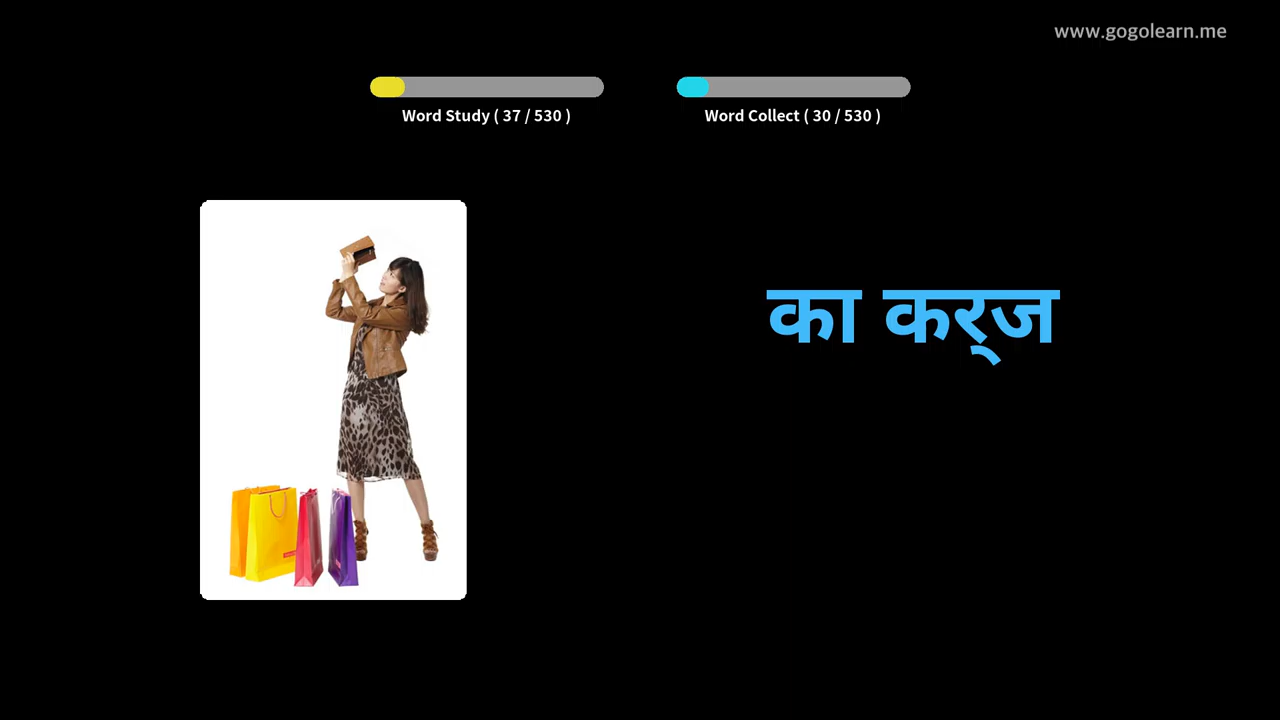 www.gogolearn.me
Word Study ( 37 / 530 )
Word Collect ( 30 / 530 )
का कर्‌ज